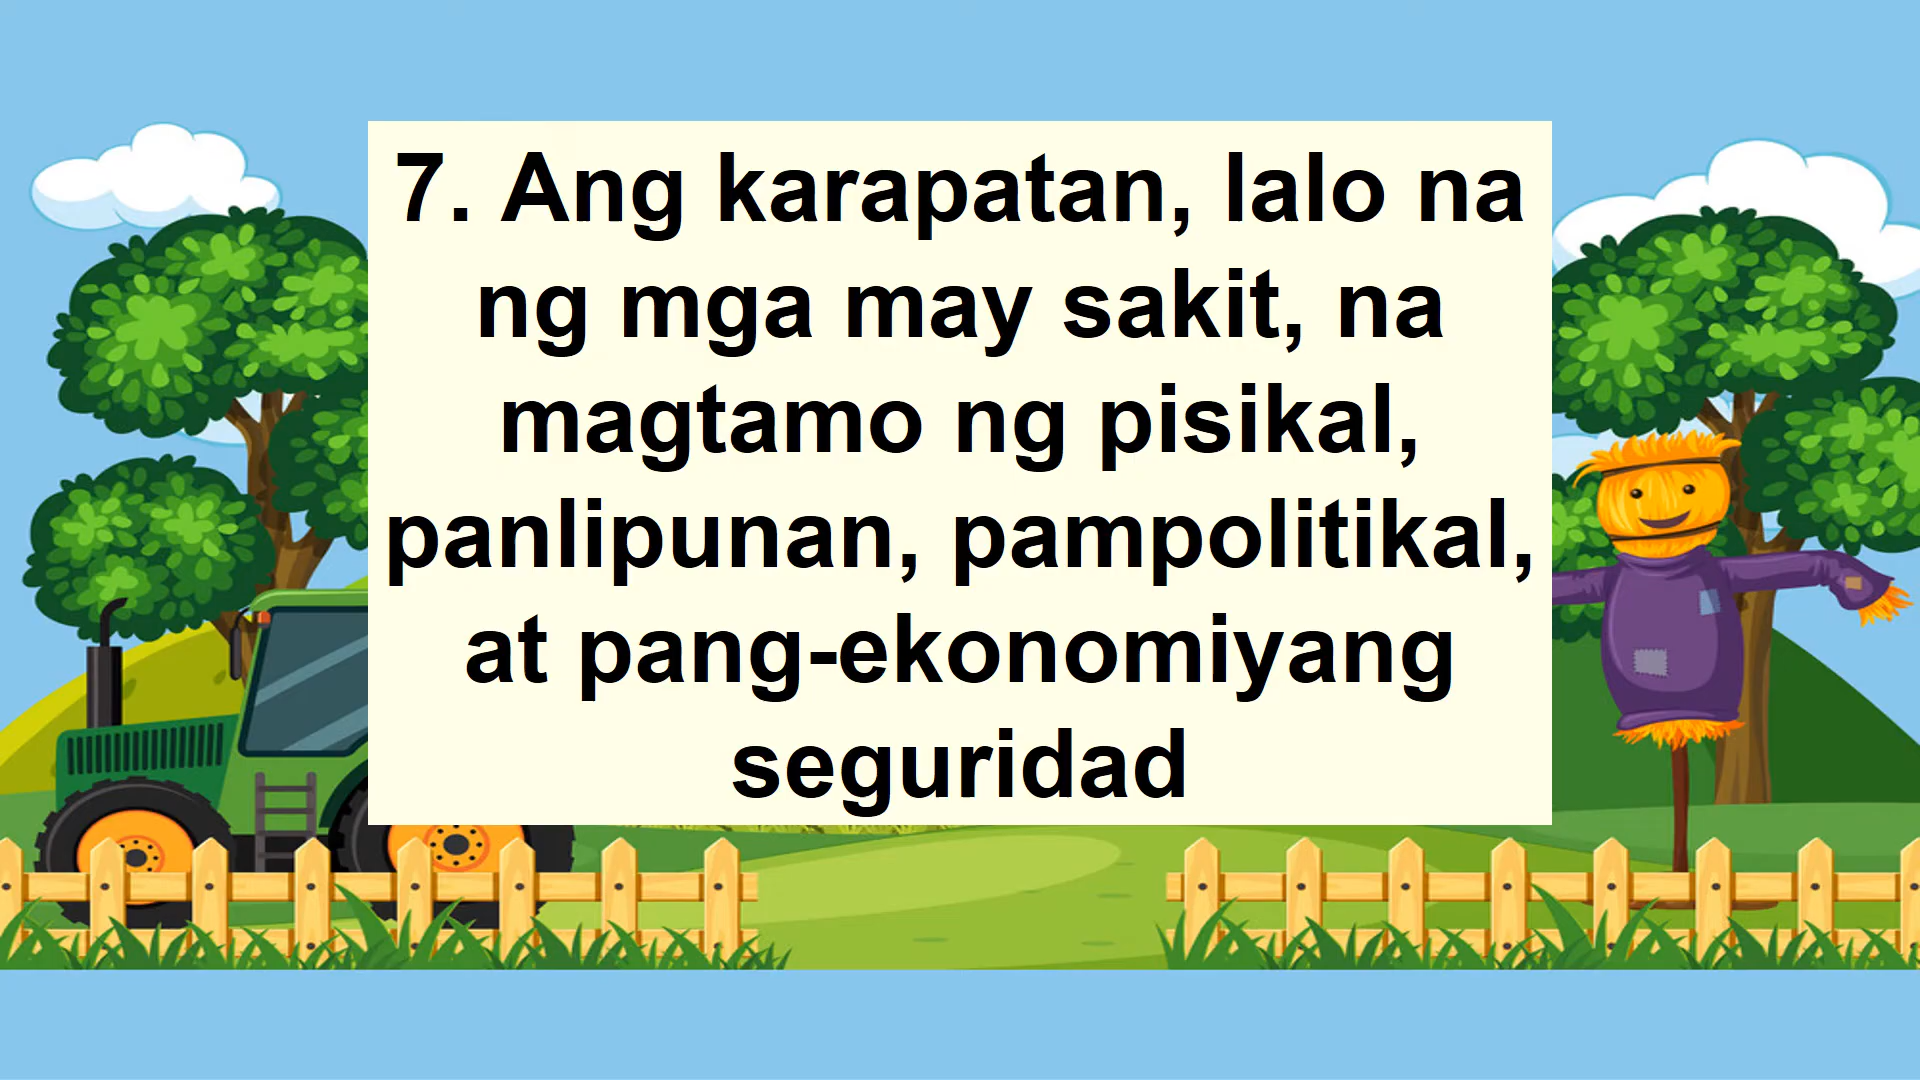 7. Ang karapatan, lalo na
ng mga may sakit, na
magtamo ng pisikal,
panlipunan, pampolitikal,
at pang-ekonomiyang
seguridad